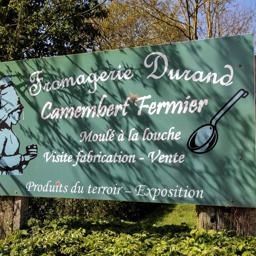 Fromagerie Durand
Camembert Fermier
Moulé à la louche
Visite fabrication - Vente
Produits du terroir - Exposition